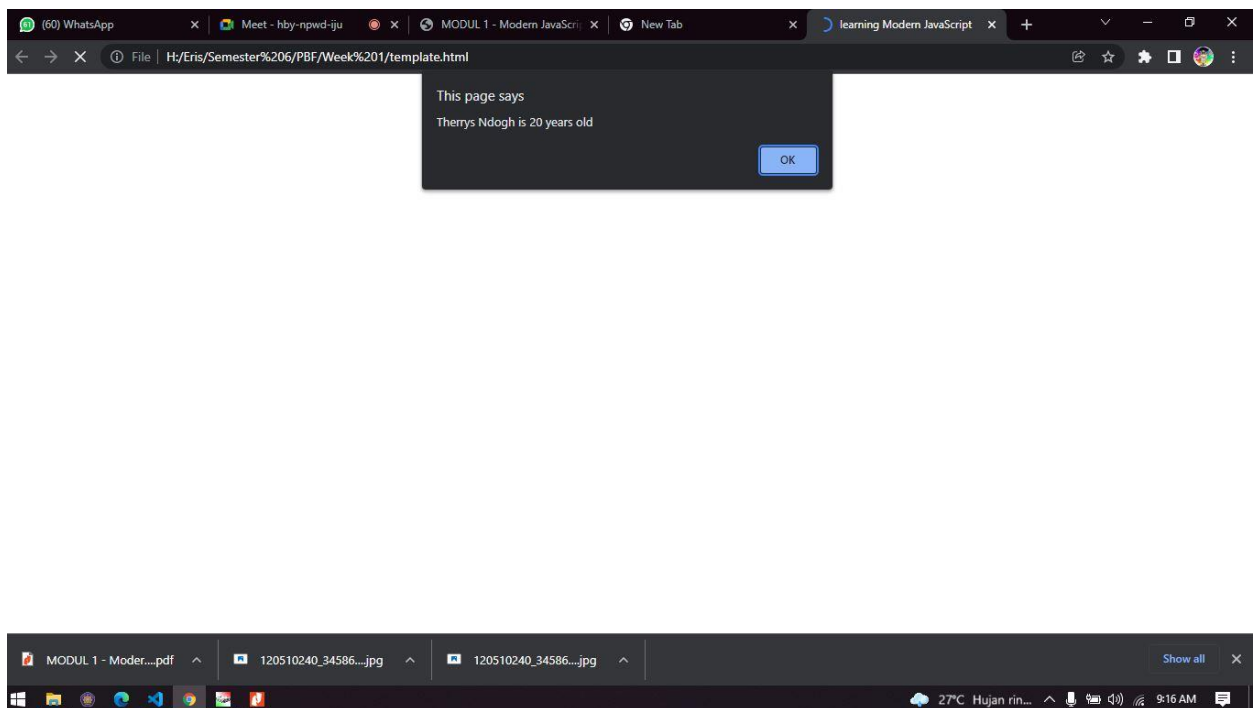 (60) WhatsApp
Meet - hby-npwd-iju
MODUL 1 - Modern JavaScri
New Tab
learning Modern JavaScript
File
H:/Eris/Semester%206/PBF/Week%201/template.html
This page says
Therrys Ndogh is 20 years old
OK
MODUL 1 - Moder....pdf
120510240_34586....jpg
120510240_34586....jpg
Show all
27°C Hujan rin...
9:16 AM